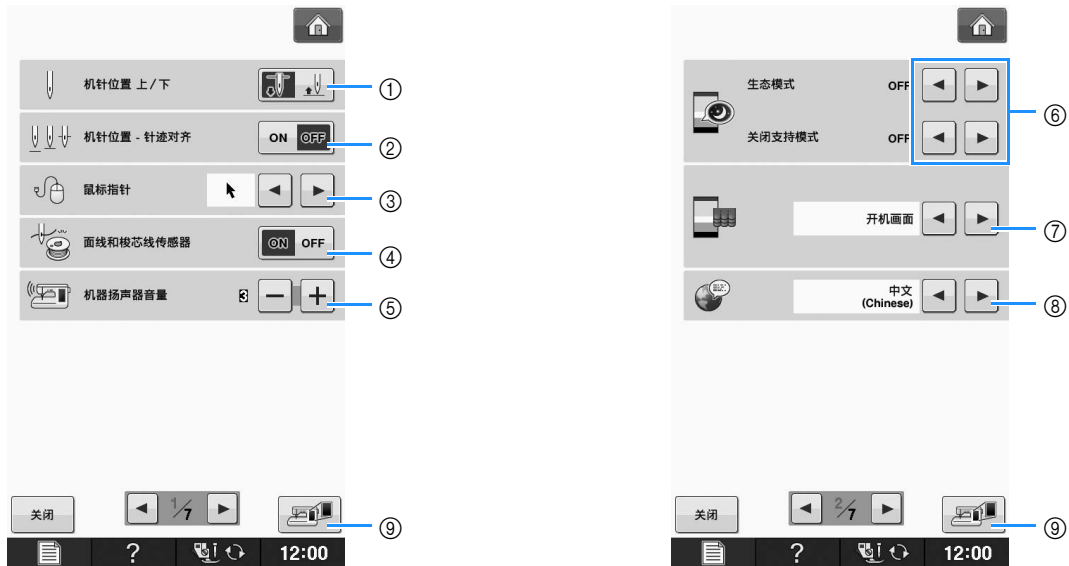 机针位置 上/下
①
机针位置 - 针迹对齐
ON OFF
②
鼠标指针
③
面线和梭芯线传感器
ON OFF
④
机器扬声器音量
3
⑤
关闭
1/7
⑨
? 12:00
生态模式
OFF
⑥
关闭支持模式
OFF
开机画面
⑦
中文
(Chinese)
⑧
关闭
2/7
⑨
? 12:00